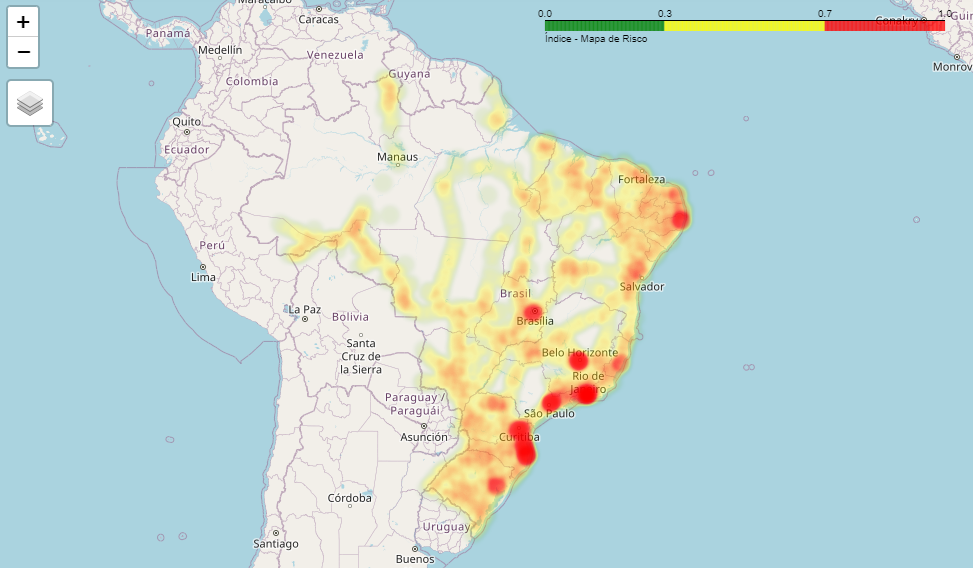 +
−
Maracaibo
Caracas
Panamá
Medellín
Venezuela
Guyana
Colombia
Quito
Ecuador
Manaus
Fortaleza
Perú
Lima
Brasil
Salvador
La Paz
Bolivia
Brasília
Santa
Cruz de
la Sierra
Belo Horizonte
Rio de
Janeiro
Paraguay /
Paraguái
São Paulo
Asunción
Curitiba
Córdoba
Uruguay
Santiago
Buenos
0.0
0.3
0.7
1.0
Índice - Mapa de Risco
Conakry
Gui
Monrov